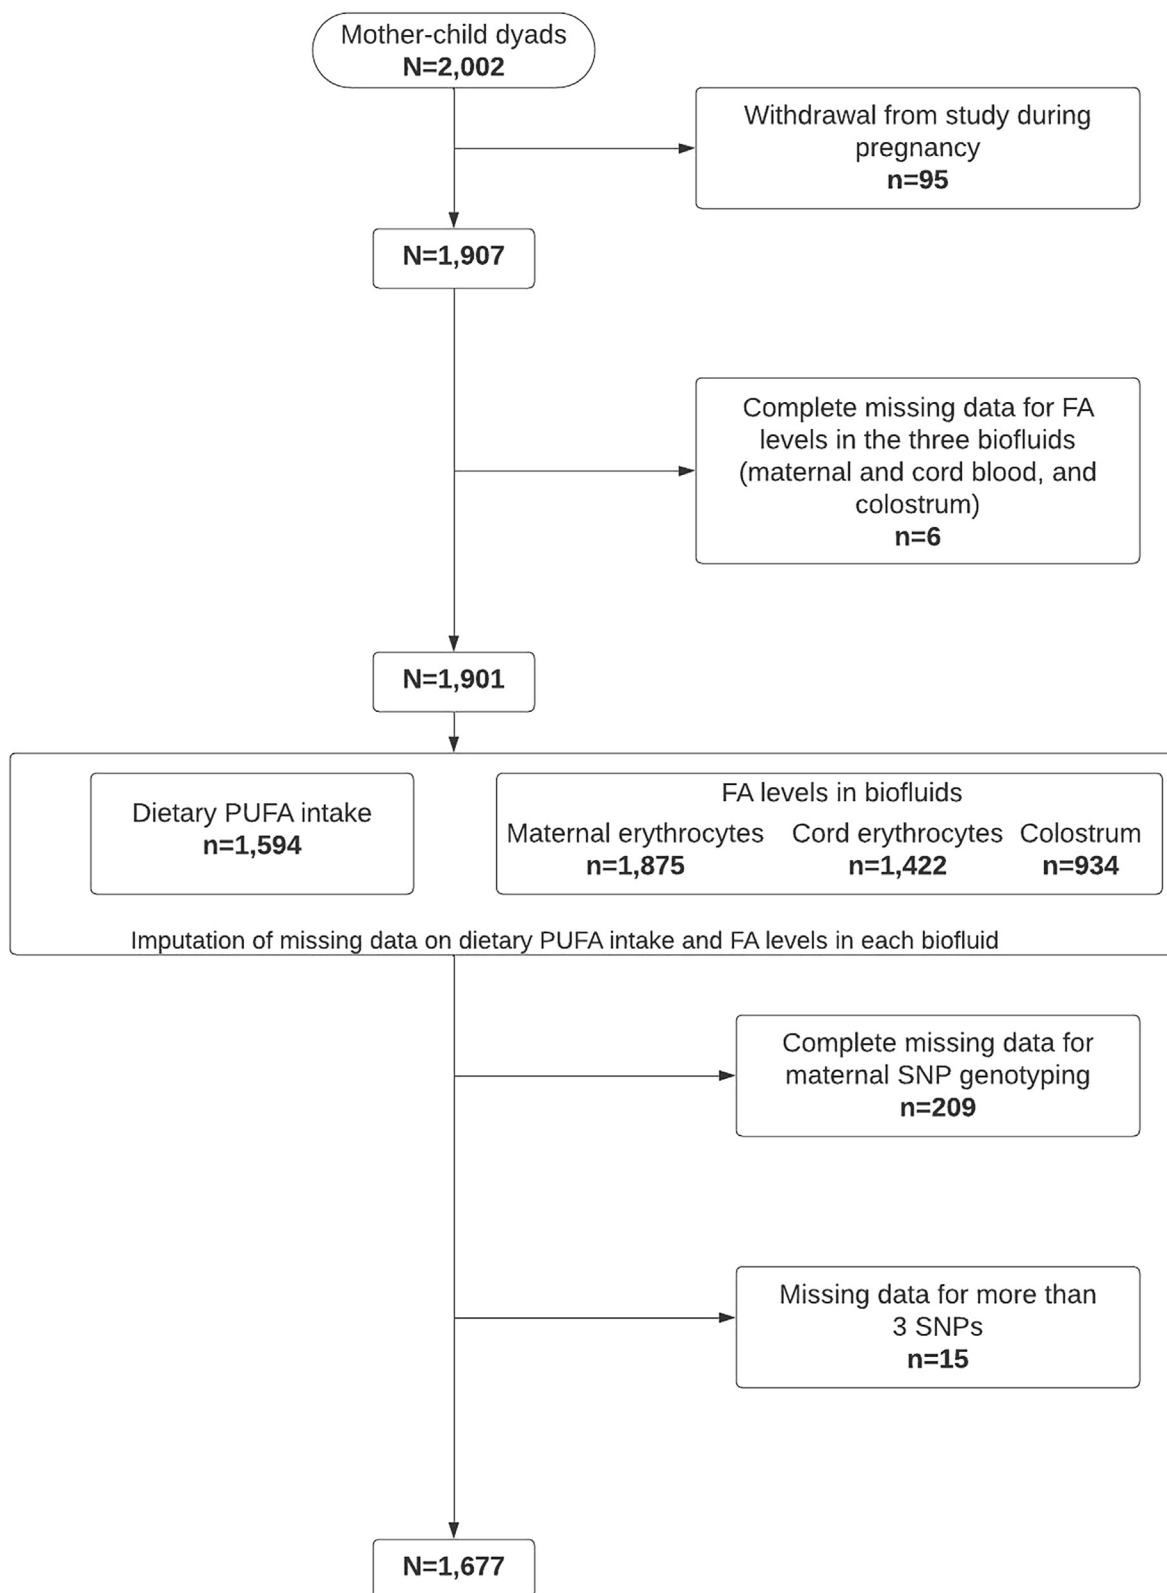 Mother-child dyads
N=2,002
Withdrawal from study during
pregnancy
n=95
N=1,907
Complete missing data for FA
levels in the three biofluids
(maternal and cord blood, and
colostrum)
n=6
N=1,901
Dietary PUFA intake
n=1,594
FA levels in biofluids
Maternal erythrocytes Cord erythrocytes Colostrum
n=1,875 n=1,422 n=934
Imputation of missing data on dietary PUFA intake and FA levels in each biofluid
Complete missing data for
maternal SNP genotyping
n=209
Missing data for more than
3 SNPs
n=15
N=1,677